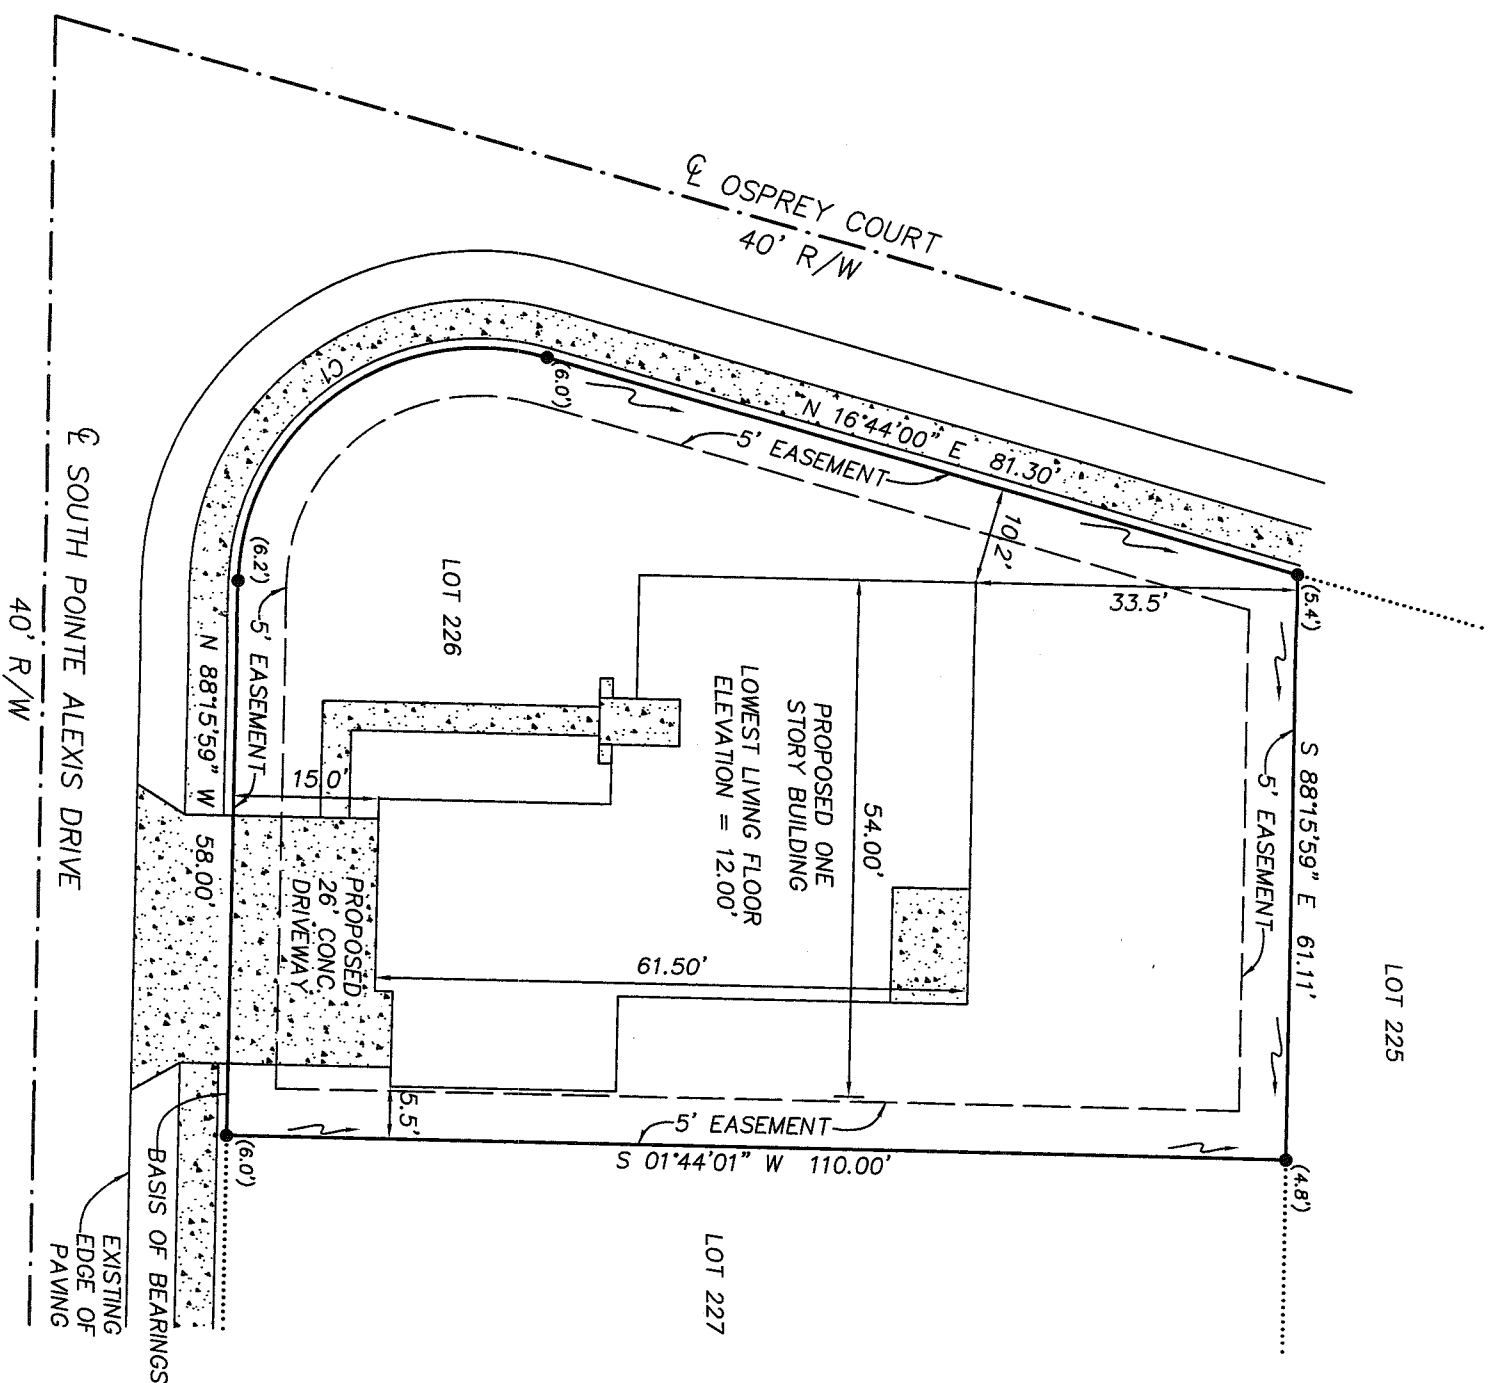 ℄ OSPREY COURT
40' R/W
N 16°44'00" E 81.30'
5' EASEMENT
(6.0')
C1
10.2'
(5.4')
33.5'
S 88°15'59" E 61.11'
5' EASEMENT
LOT 225
LOT 226
PROPOSED ONE
STORY BUILDING
LOWEST LIVING FLOOR
ELEVATION = 12.00'
54.00'
61.50'
(6.2')
5' EASEMENT
15.0'
N 88°15'59" W 58.00'
PROPOSED
26' CONC.
DRIVEWAY
5.5'
5' EASEMENT
S 01°44'01" W 110.00'
(4.8')
(6.0')
LOT 227
BASIS OF BEARINGS
EXISTING
EDGE OF
PAVING
℄ SOUTH POINTE ALEXIS DRIVE
40' R/W